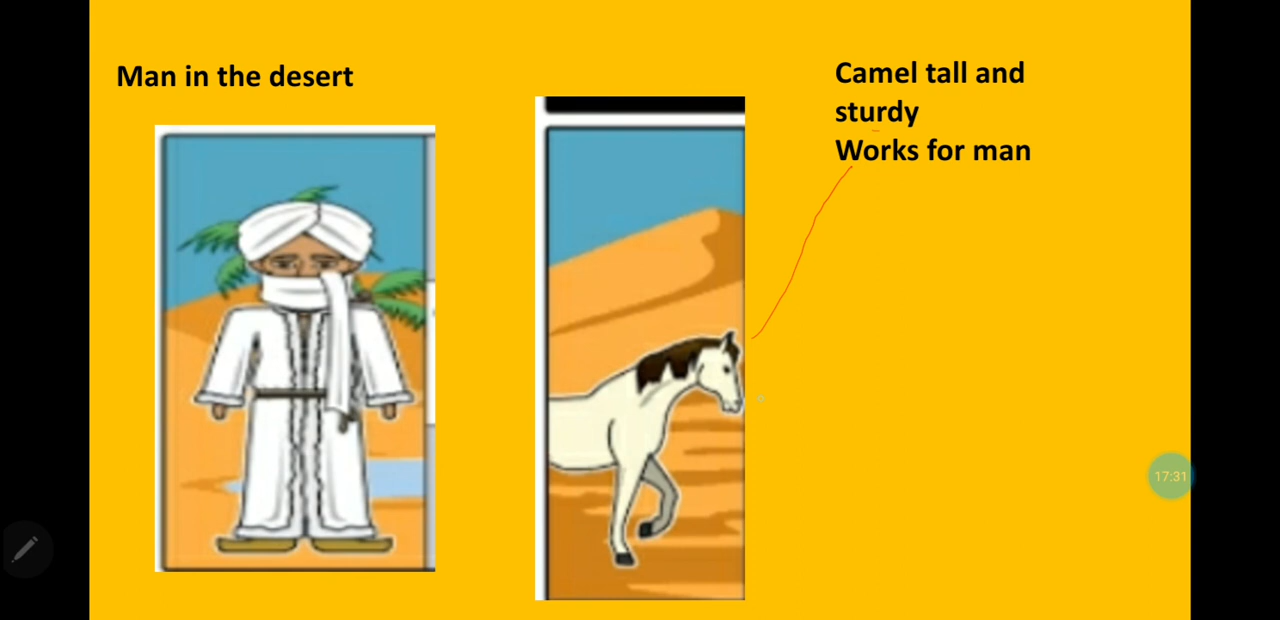 Man in the desert
Camel tall and
sturdy
Works for man
17:31